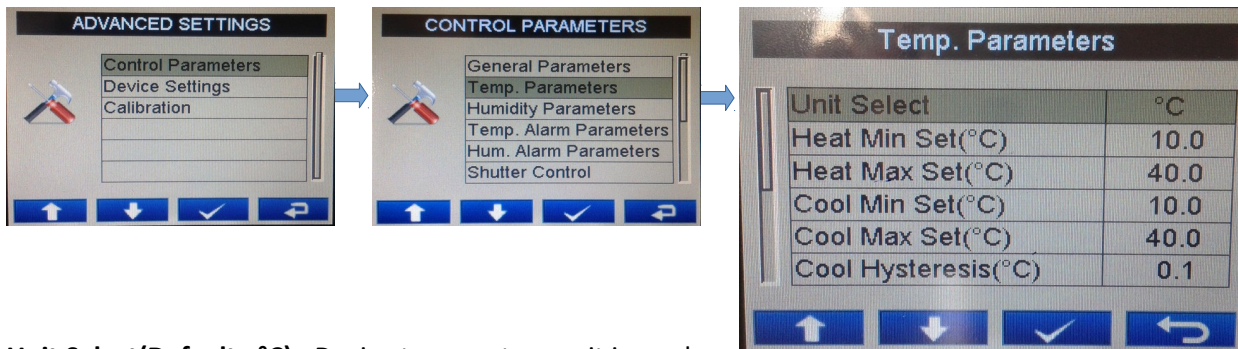 ADVANCED SETTINGS
Control Parameters
Device Settings
Calibration
CONTROL PARAMETERS
General Parameters
Temp. Parameters
Humidity Parameters
Temp. Alarm Parameters
Hum. Alarm Parameters
Shutter Control
Temp. Parameters
Unit Select °C
Heat Min Set(°C) 10.0
Heat Max Set(°C) 40.0
Cool Min Set(°C) 10.0
Cool Max Set(°C) 40.0
Cool Hysteresis(°C) 0.1